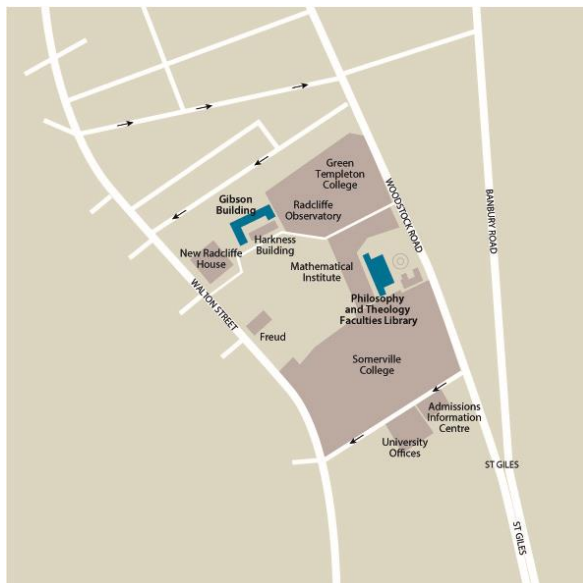 Green
Templeton
College
WOODSTOCK ROAD
BANBURY ROAD
Gibson
Building
Radcliffe
Observatory
Harkness
Building
New Radcliffe
House
Mathematical
Institute
WALTON STREET
Philosophy
and Theology
Faculties Library
Freud
Somerville
College
Admissions
Information
Centre
University
Offices
ST GILES
ST GILES